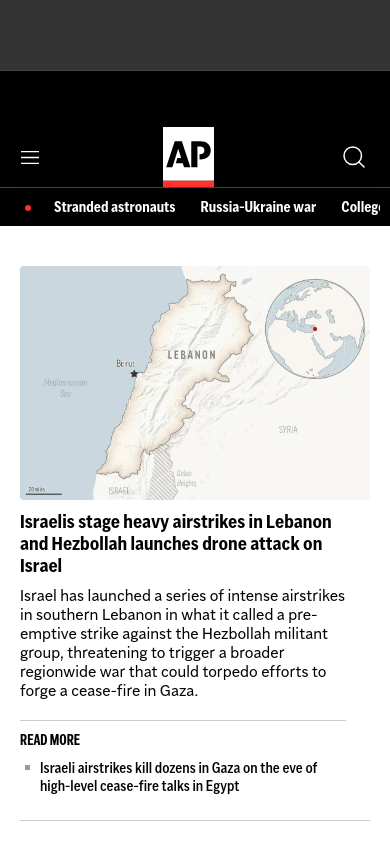 AP
Stranded astronauts
Russia-Ukraine war
LEBANON
Beirut
Mediterranean
Sea
SYRIA
Golan
Heights
ISRAEL
Israelis stage heavy airstrikes in Lebanon
and Hezbollah launches drone attack on
Israel
Israel has launched a series of intense airstrikes
in southern Lebanon in what it called a pre-
emptive strike against the Hezbollah militant
group, threatening to trigger a broader
regionwide war that could torpedo efforts to
forge a cease-fire in Gaza.
READ MORE
Israeli airstrikes kill dozens in Gaza on the eve of
high-level cease-fire talks in Egypt